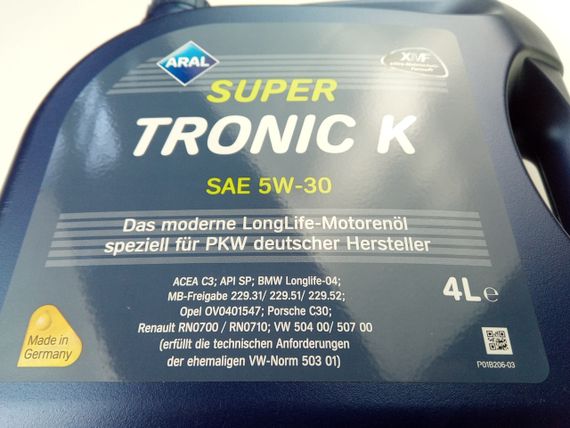 ARAL
XMF
SUPER
TRONIC K
SAE 5W-30
Das moderne LongLife-Motorenöl
speziell für PKW deutscher Hersteller
ACEA C3; API SP; BMW Longlife-04;
MB-Freigabe 229.31/ 229.51/ 229.52;
Opel OV0401547; Porsche C30;
Renault RN0700 / RN0710; VW 504 00/ 507 00
(erfüllt die technischen Anforderungen
der ehemaligen VW-Norm 503 01)
4L e
Made in
Germany
P01B206-03